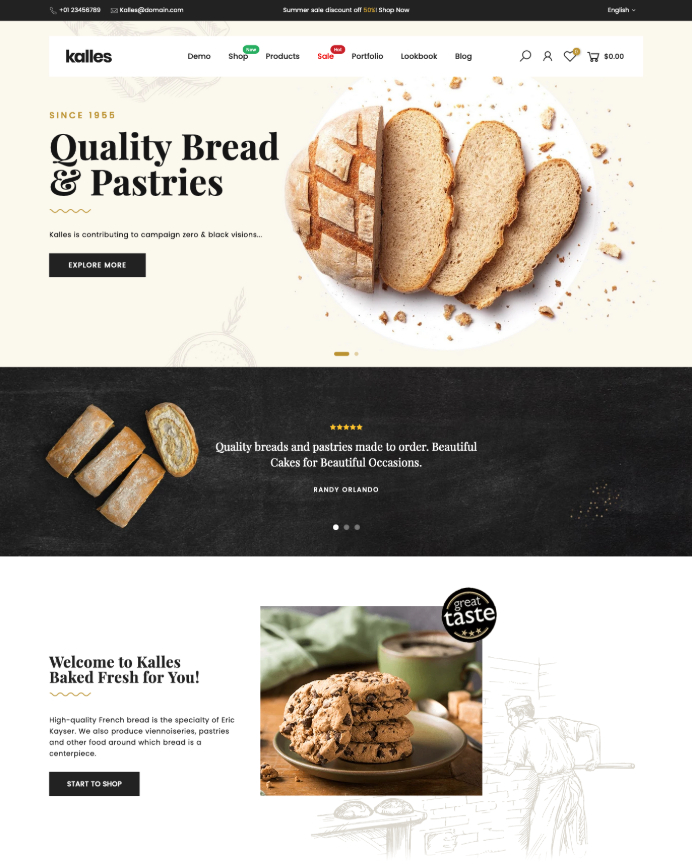 +01 23456789 Kalles@domain.com Summer sale discount off 50%! Shop Now English
kalles Demo Shop New Products Sale Hot Portfolio Lookbook Blog 0 $0.00
SINCE 1955
Quality Bread
& Pastries
Kalles is contributing to campaign zero & black visions...
EXPLORE MORE
Quality breads and pastries made to order. Beautiful
Cakes for Beautiful Occasions.
RANDY ORLANDO
great
taste
Welcome to Kalles
Baked Fresh for You!
High-quality French bread is the specialty of Eric
Kayser. We also produce viennoiseries, pastries
and other food around which bread is a
centerpiece.
START TO SHOP